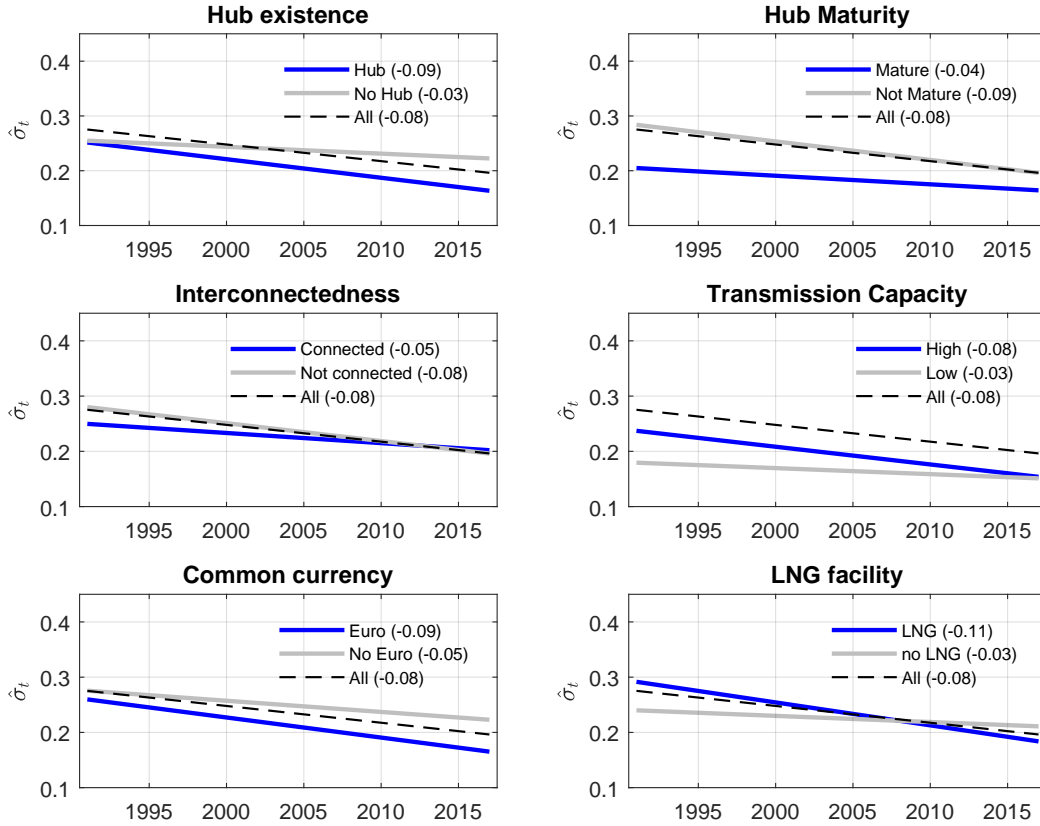 Hub existence
0.4
0.3
0.2
0.1
σ̂t
Hub (-0.09)
No Hub (-0.03)
All (-0.08)
1995 2000 2005 2010 2015
Hub Maturity
0.4
0.3
0.2
0.1
Mature (-0.04)
Not Mature (-0.09)
All (-0.08)
1995 2000 2005 2010 2015
Interconnectedness
0.4
0.3
0.2
0.1
σ̂t
Connected (-0.05)
Not connected (-0.08)
All (-0.08)
1995 2000 2005 2010 2015
Transmission Capacity
0.4
0.3
0.2
0.1
High (-0.08)
Low (-0.03)
All (-0.08)
1995 2000 2005 2010 2015
Common currency
0.4
0.3
0.2
0.1
σ̂t
Euro (-0.09)
No Euro (-0.05)
All (-0.08)
1995 2000 2005 2010 2015
LNG facility
0.4
0.3
0.2
0.1
σ̂t
LNG (-0.11)
no LNG (-0.03)
All (-0.08)
1995 2000 2005 2010 2015